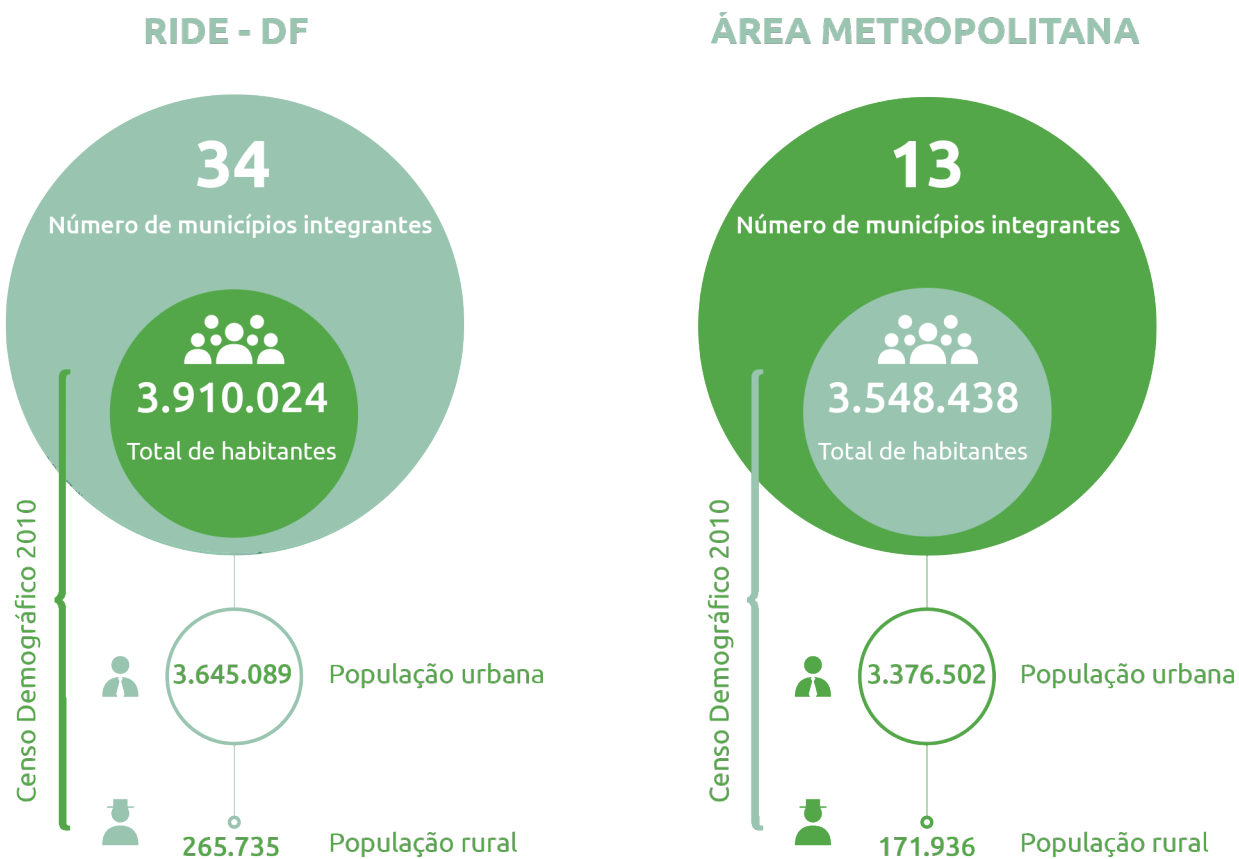 RIDE - DF
34
Número de municípios integrantes
3.910.024
Total de habitantes
Censo Demográfico 2010
3.645.089
População urbana
265.735
População rural
ÁREA METROPOLITANA
13
Número de municípios integrantes
3.548.438
Total de habitantes
Censo Demográfico 2010
3.376.502
População urbana
171.936
População rural